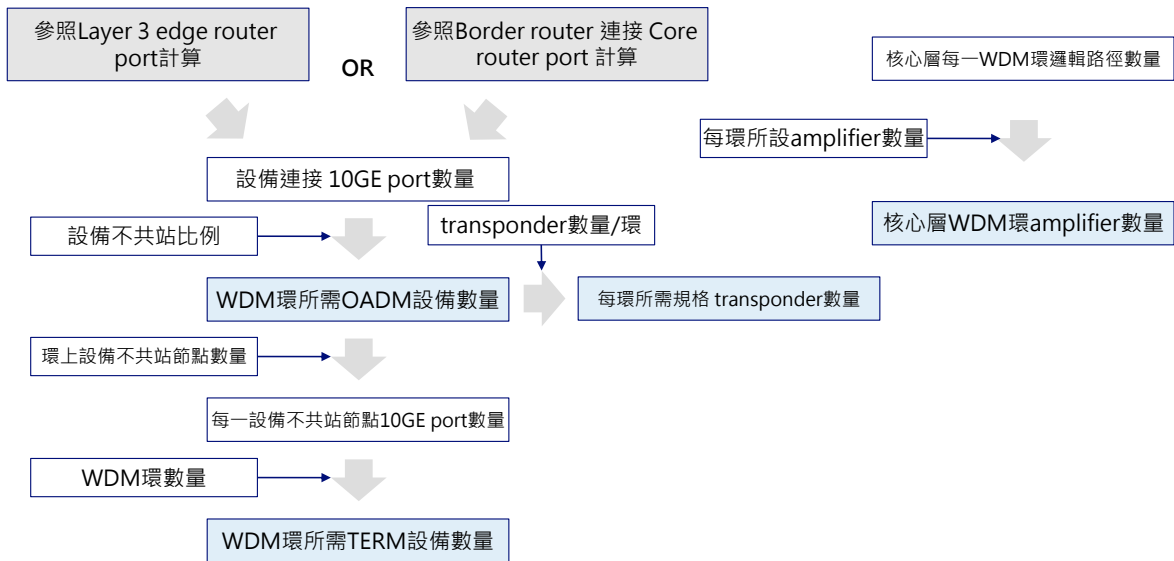 參照Layer 3 edge router
port計算
OR
參照Border router 連接 Core
router port 計算
核心層每一WDM環邏輯路徑數量
每環所設amplifier數量
設備連接 10GE port數量
設備不共站比例
transponder數量/環
核心層WDM環amplifier數量
WDM環所需OADM設備數量
每環所需規格 transponder數量
環上設備不共站節點數量
每一設備不共站節點10GE port數量
WDM環數量
WDM環所需TERM設備數量